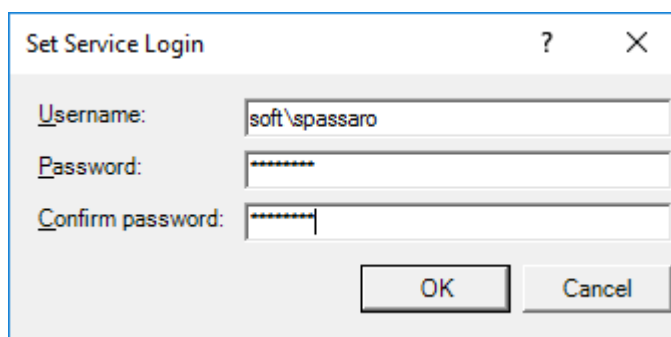 Set Service Login ?
Username: soft\spassaro
Password: ********
Confirm password: ********
OK Cancel